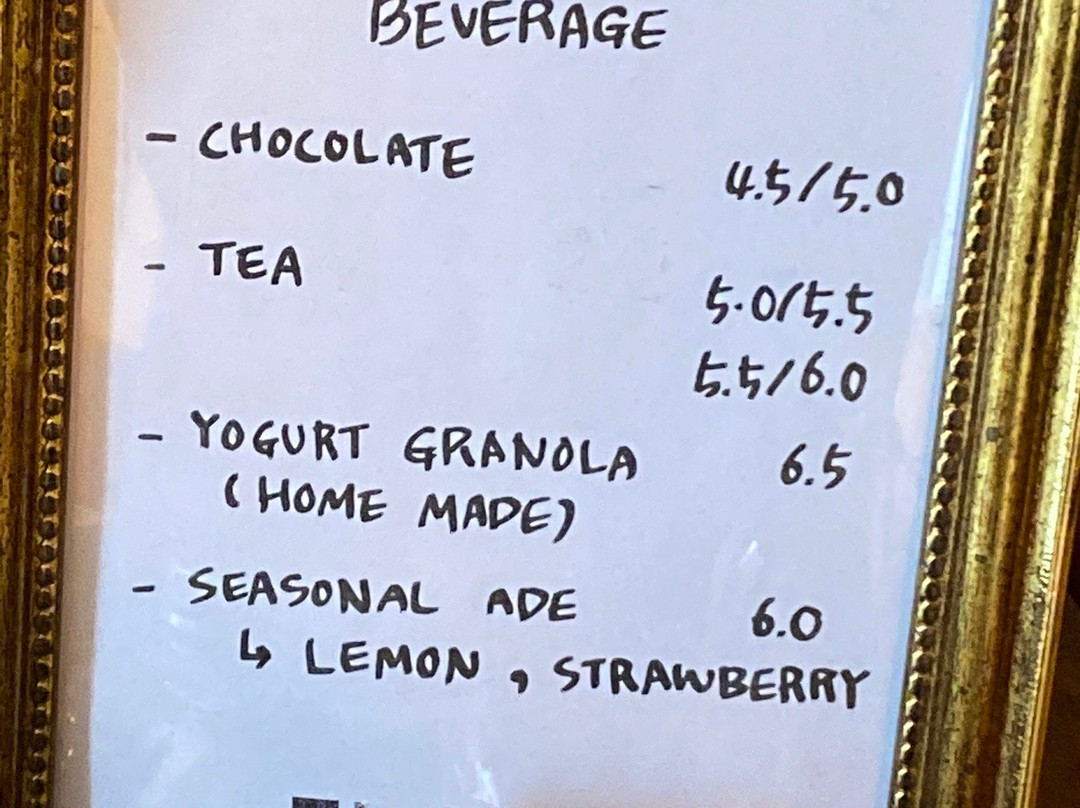 BEVERAGE
- CHOCOLATE 4.5/5.0
- TEA 5.0/5.5
5.5/6.0
- YOGURT GRANOLA 6.5
(HOME MADE)
- SEASONAL ADE 6.0
↳ LEMON, STRAWBERRY